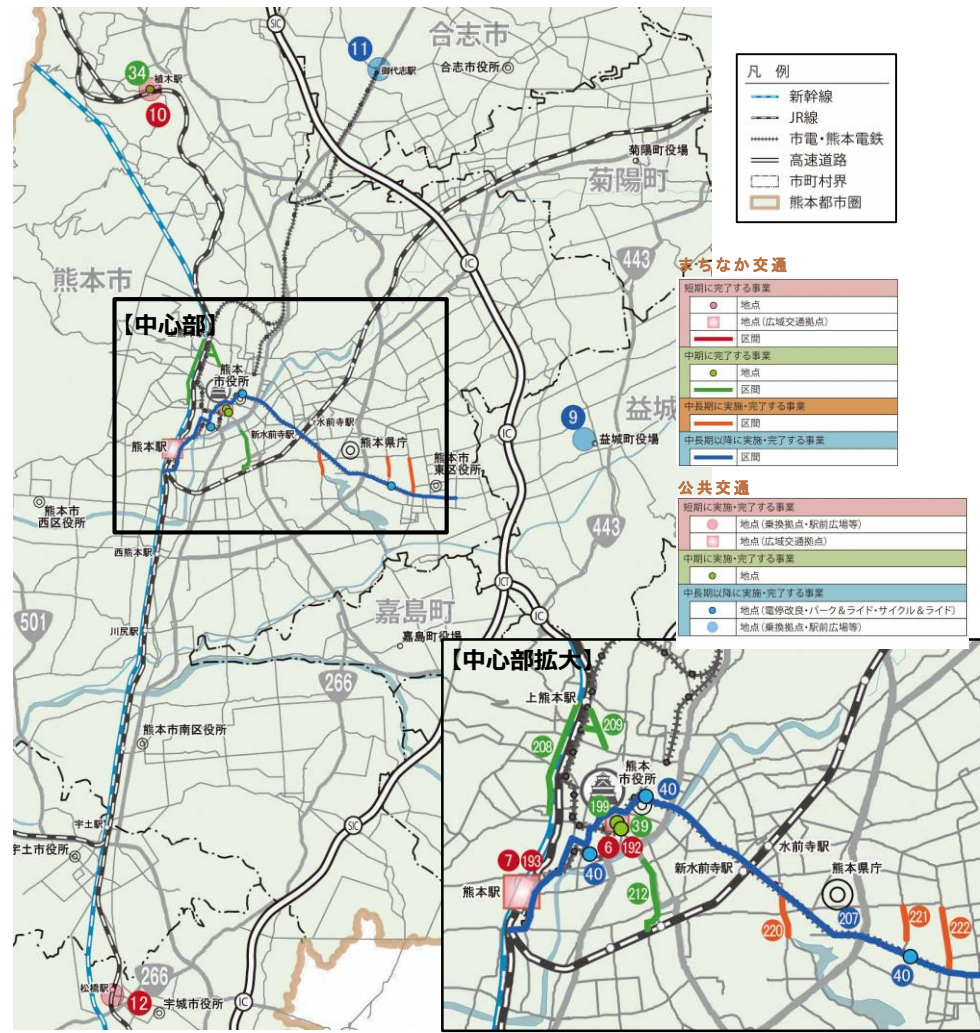 SIC
11
合志市
御代志駅
合志市役所
34
植木駅
10
菊陽町役場
菊陽町
IC
443
熊本市
【中心部】
熊本
市役所
熊本駅
新水前寺駅
水前寺駅
熊本県庁
熊本市
東区役所
IC
益城
9
益城町役場
443
熊本市
西区役所
西熊本駅
JCT
IC
嘉島町
嘉島町役場
501
川尻駅
266
熊本市南区役所
宇土駅
宇土市役所
SIC
266
松橋駅
12
宇城市役所
IC
凡 例
新幹線
JR線
市電・熊本電鉄
高速道路
市町村界
熊本都市圏
まちなか交通
短期に完了する事業
地点
地点(広域交通拠点)
区間
中期に完了する事業
地点
区間
中長期に実施・完了する事業
区間
中長期以降に実施・完了する事業
区間
公共交通
短期に実施・完了する事業
地点(乗換拠点・駅前広場等)
地点(広域交通拠点)
中期に実施・完了する事業
地点
中長期以降に実施・完了する事業
地点(電停改良・パーク&ライド・サイクル&ライド)
地点(乗換拠点・駅前広場等)
【中心部拡大】
上熊本駅
209
208
熊本
市役所
40
199
39
6
192
7
193
40
熊本駅
212
新水前寺駅
水前寺駅
熊本県庁
207
220
221
222
40